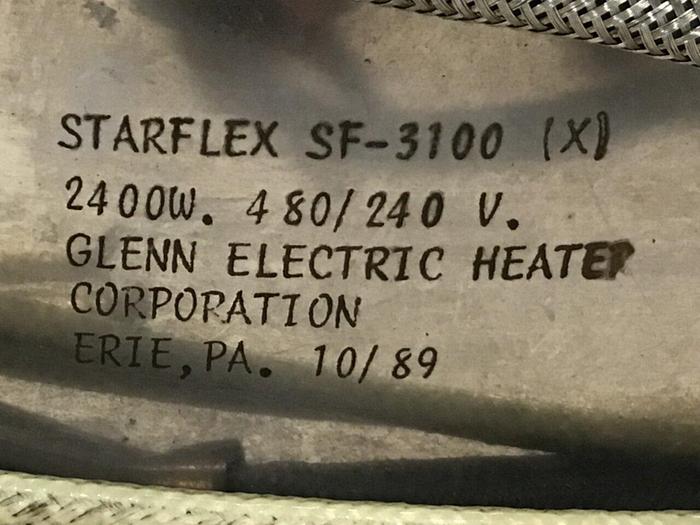 STARFLEX SF-3100 (X)
2400W. 480/240 V.
GLENN ELECTRIC HEATER
CORPORATION
ERIE, PA. 10/89